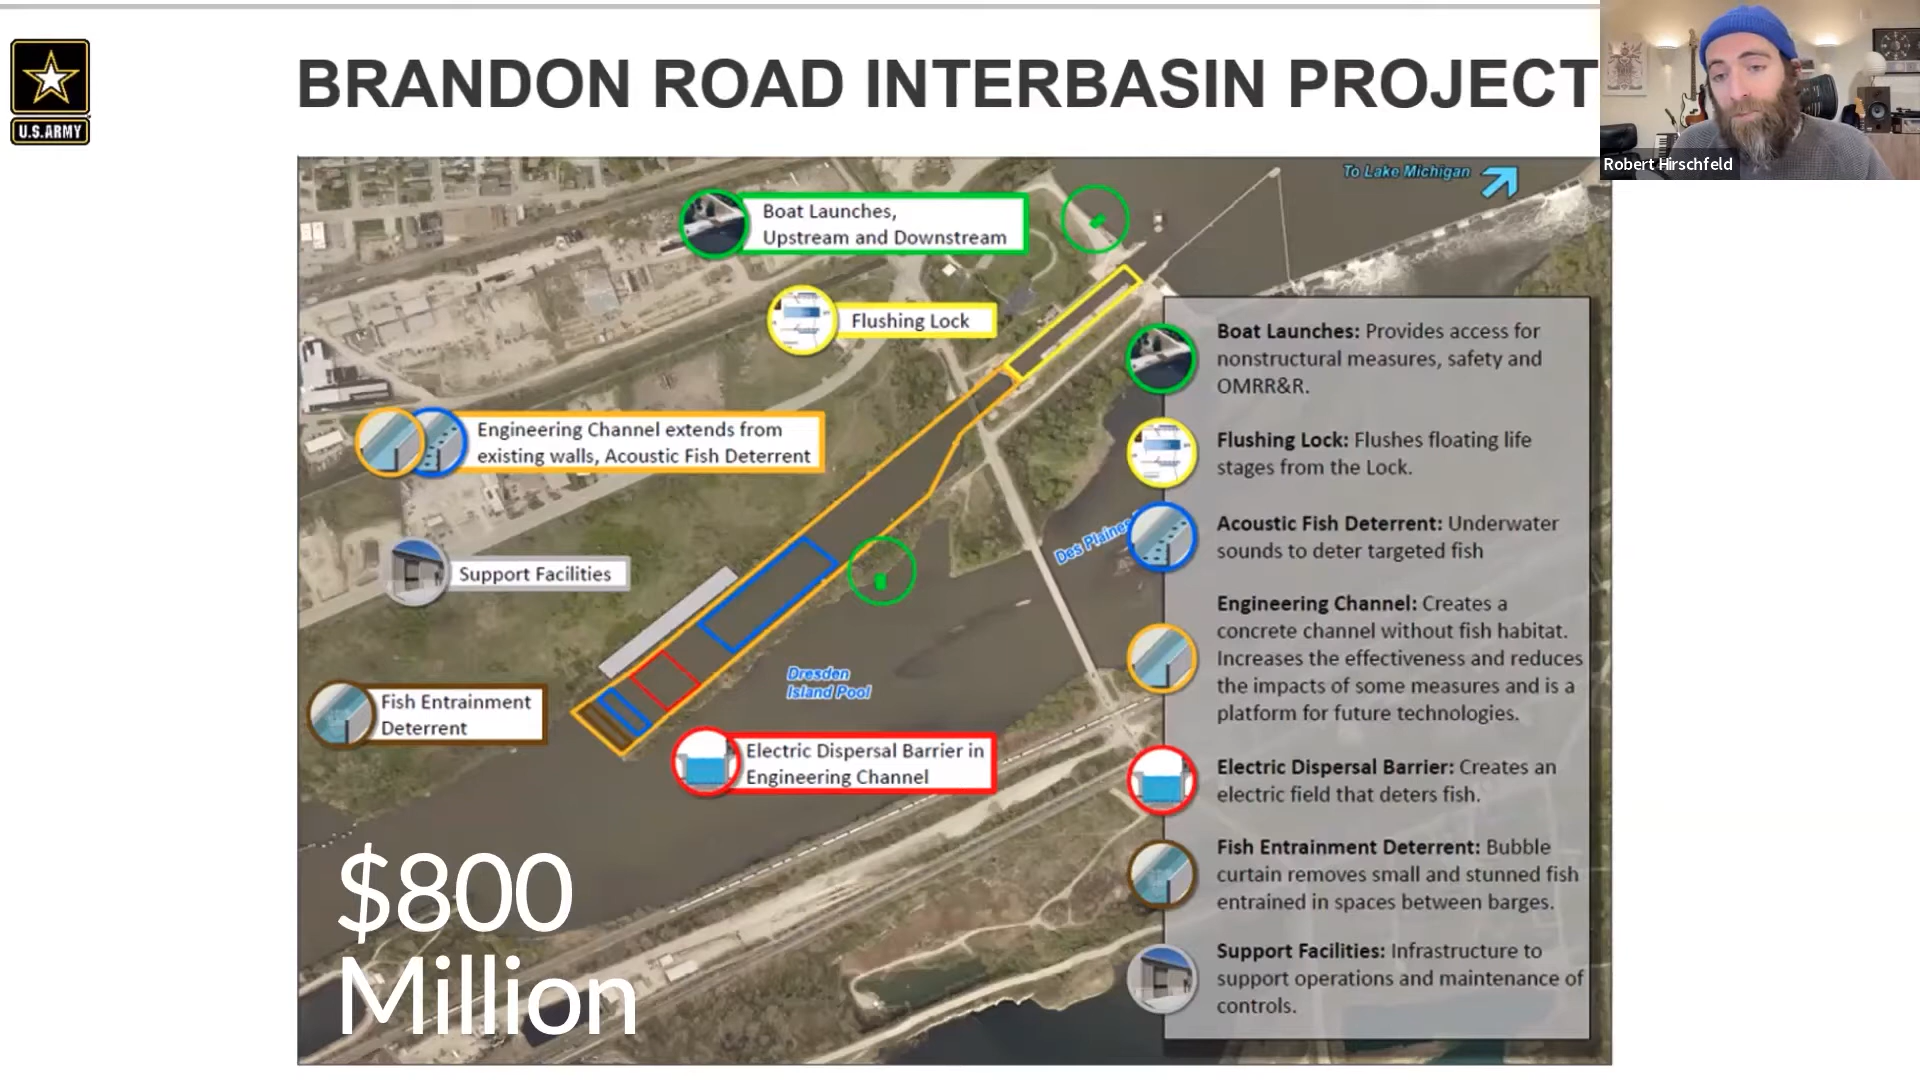 BRANDON ROAD INTERBASIN PROJECT
U.S.ARMY
Robert Hirschfeld
To Lake Michigan
Boat Launches,
Upstream and Downstream
Flushing Lock
Engineering Channel extends from
existing walls, Acoustic Fish Deterrent
Support Facilities
Fish Entrainment
Deterrent
Electric Dispersal Barrier in
Engineering Channel
Des Plaines
Dresden
Island Pool
$800
Million
Boat Launches: Provides access for
nonstructural measures, safety and
OMRR&R.
Flushing Lock: Flushes floating life
stages from the Lock.
Acoustic Fish Deterrent: Underwater
sounds to deter targeted fish
Engineering Channel: Creates a
concrete channel without fish habitat.
Increases the effectiveness and reduces
the impacts of some measures and is a
platform for future technologies.
Electric Dispersal Barrier: Creates an
electric field that deters fish.
Fish Entrainment Deterrent: Bubble
curtain removes small and stunned fish
entrained in spaces between barges.
Support Facilities: Infrastructure to
support operations and maintenance of
controls.